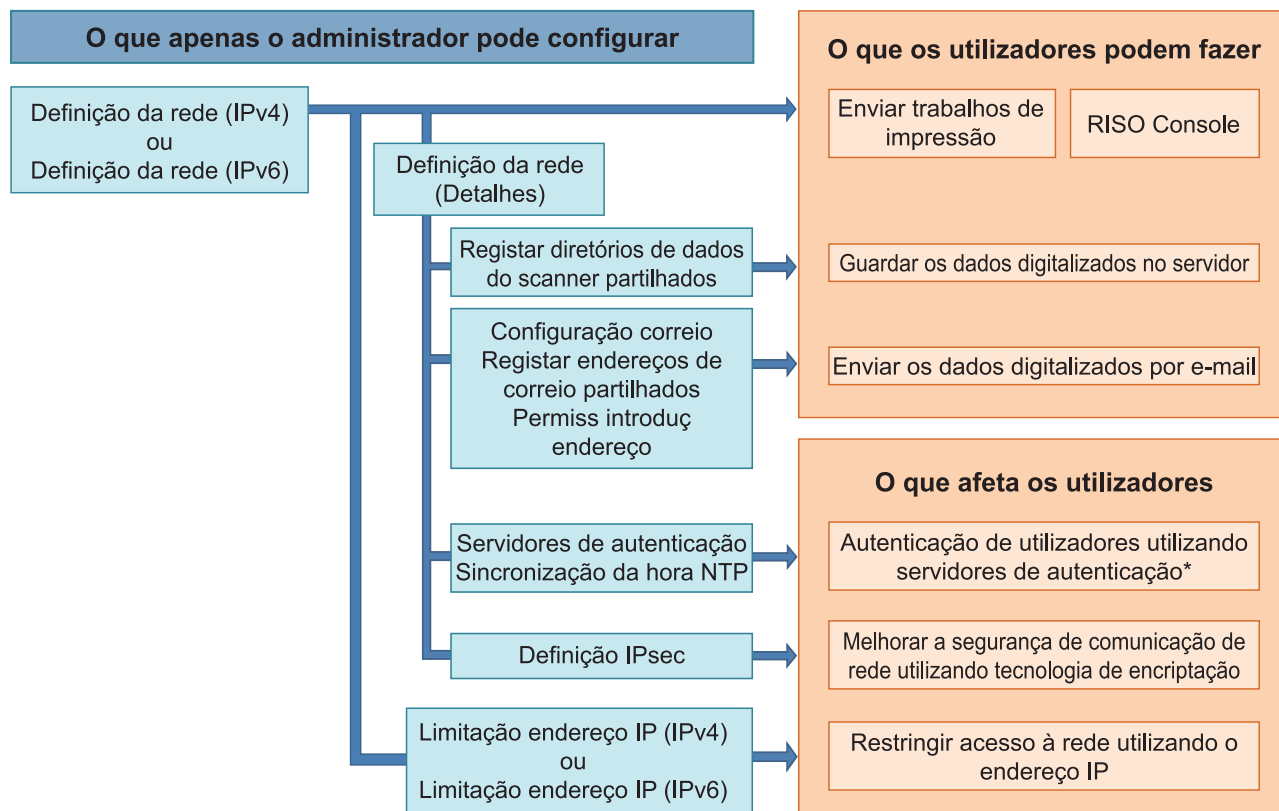 O que apenas o administrador pode configurar
Definição da rede (IPv4)
ou
Definição da rede (IPv6)
Definição da rede
(Detalhes)
Registar diretórios de dados
do scanner partilhados
Configuração correio
Registar endereços de
correio partilhados
Permiss introduç
endereço
Servidores de autenticação
Sincronização da hora NTP
Definição IPsec
Limitação endereço IP (IPv4)
ou
Limitação endereço IP (IPv6)
O que os utilizadores podem fazer
Enviar trabalhos de
impressão
RISO Console
Guardar os dados digitalizados no servidor
Enviar os dados digitalizados por e-mail
O que afeta os utilizadores
Autenticação de utilizadores utilizando
servidores de autenticação*
Melhorar a segurança de comunicação de
rede utilizando tecnologia de encriptação
Restringir acesso à rede utilizando o
endereço IP